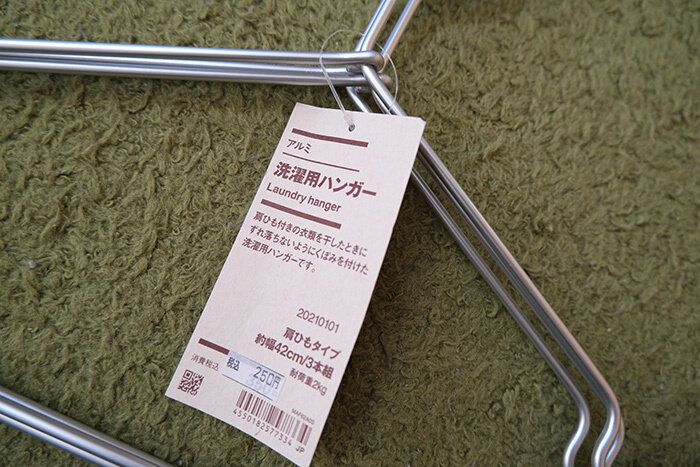 アルミ
洗濯用ハンガー
Laundry hanger
肩ひも付きの衣類を干したときに
ずれ落ちないようにくぼみを付けた
洗濯用ハンガーです。
20210101
肩ひもタイプ
約幅42cm/3本組
耐荷重2kg
消費税込
税込 250円
4550182577334
JP